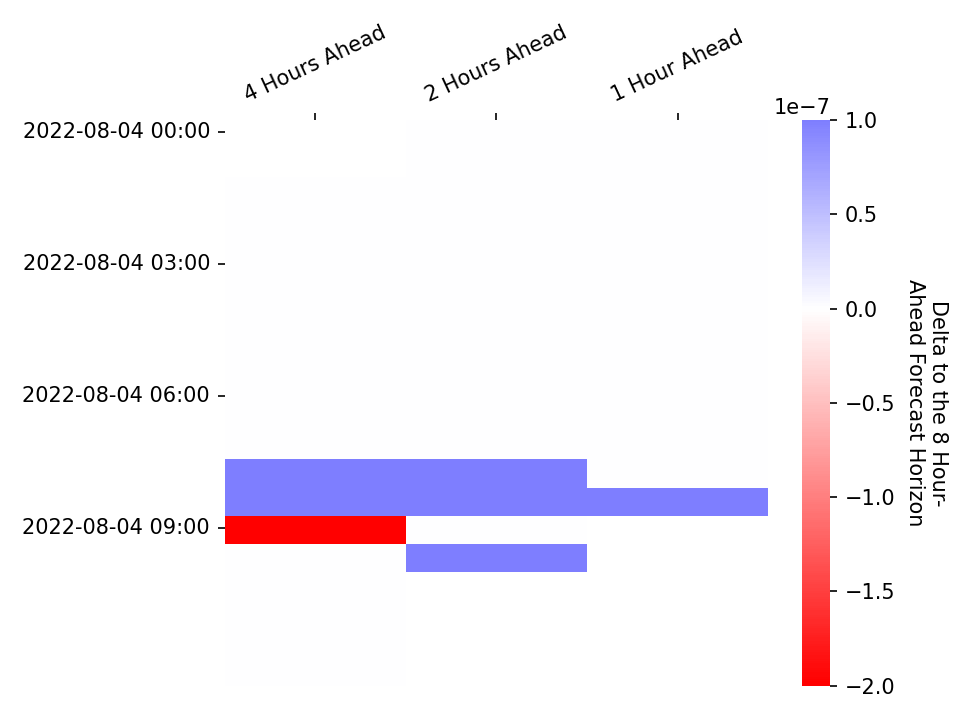 4 Hours Ahead
2 Hours Ahead
1 Hour Ahead
2022-08-04 00:00
2022-08-04 03:00
2022-08-04 06:00
2022-08-04 09:00
1e−7
1.0
0.5
0.0
−0.5
−1.0
−1.5
−2.0
Delta to the 8 Hour-
Ahead Forecast Horizon